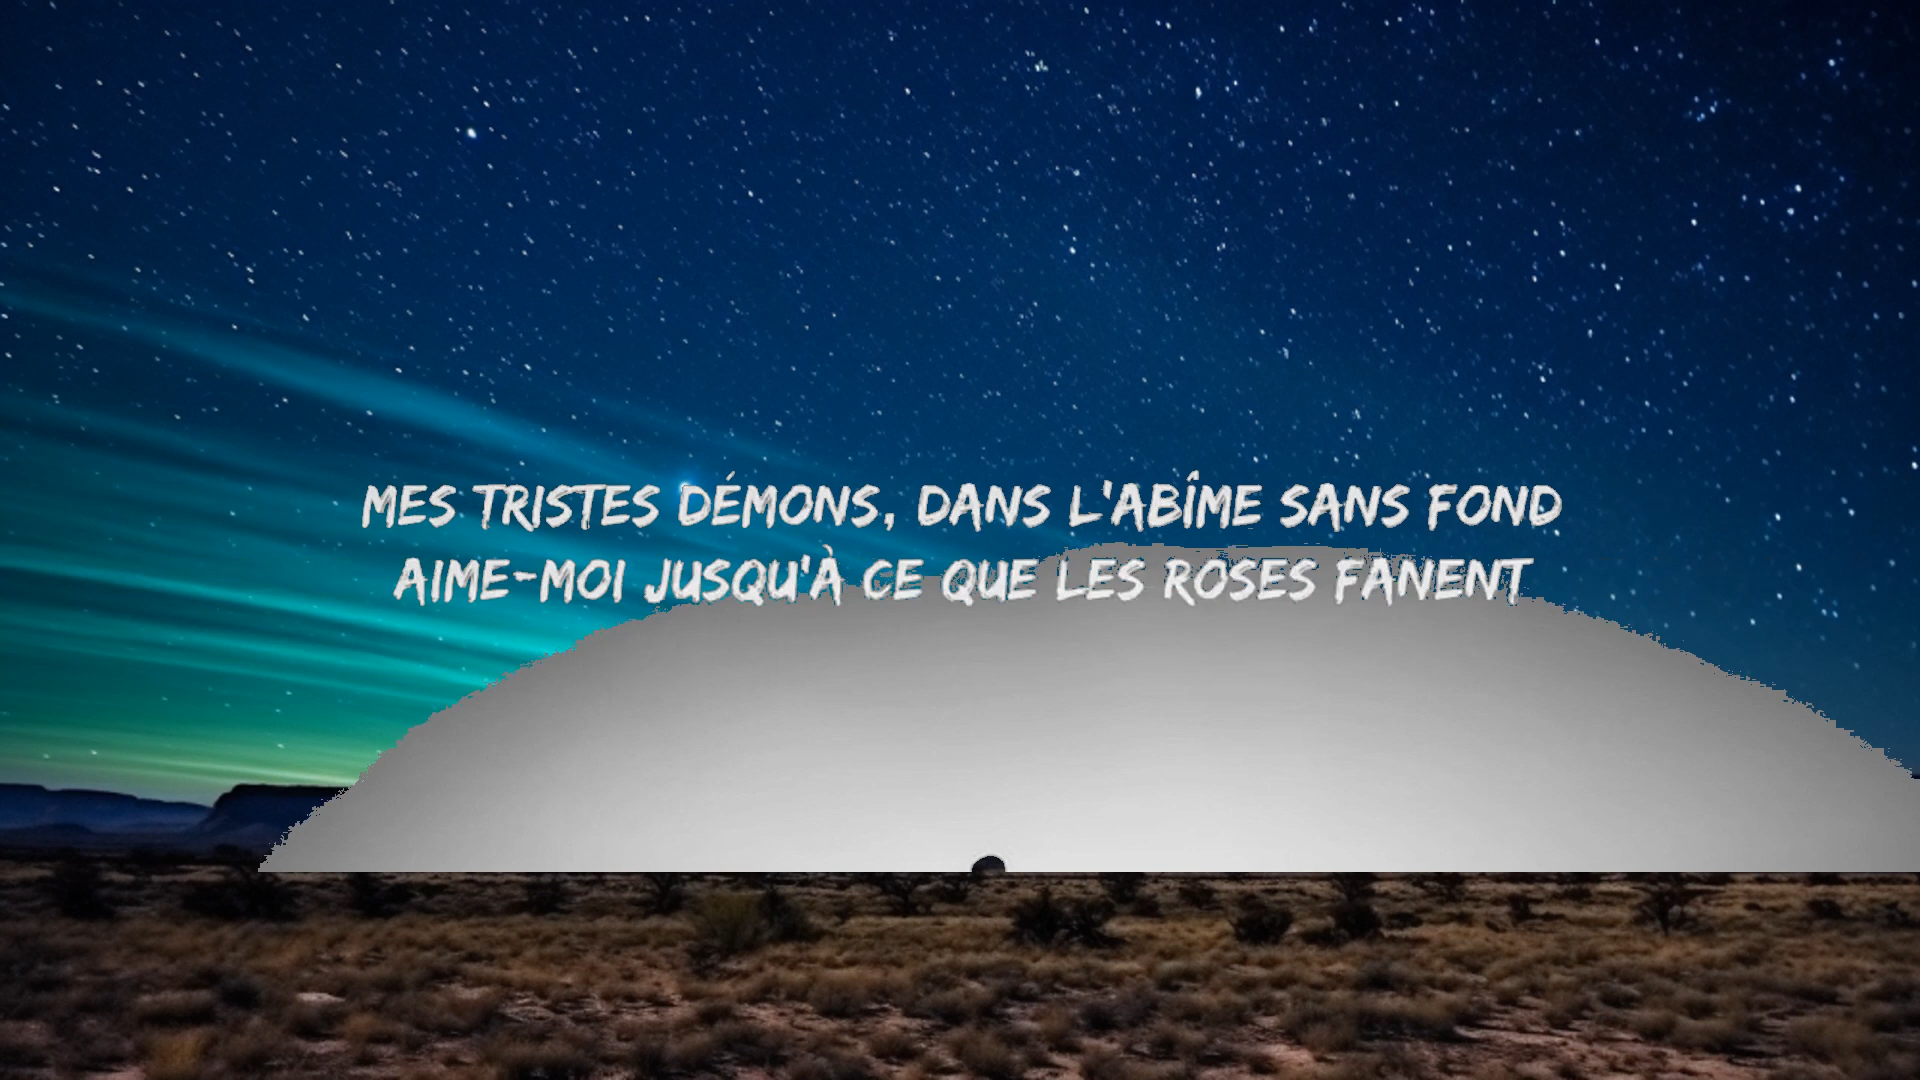 MES TRISTES DÉMONS, DANS L'ABÎME SANS FOND
AIME-MOI JUSQU'À CE QUE LES ROSES FANENT